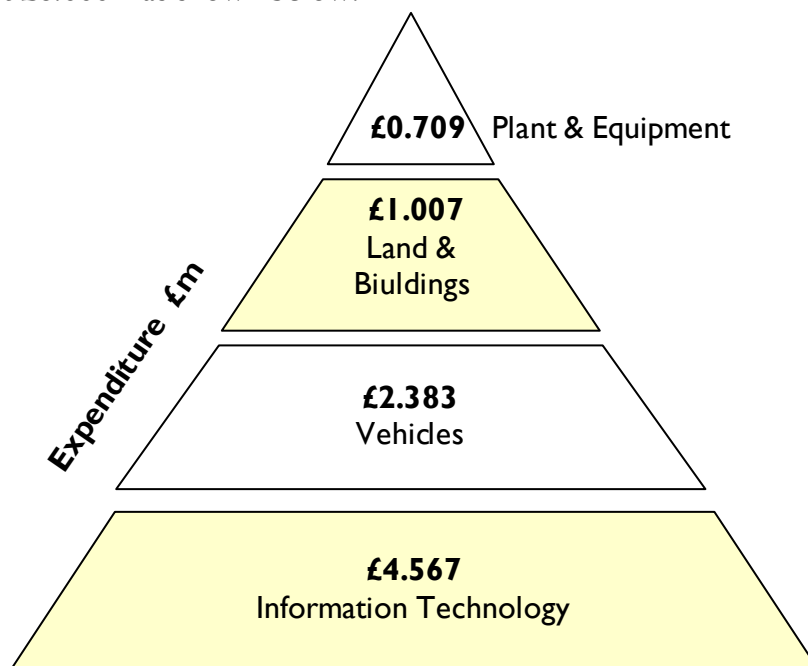 £0.709 Plant & Equipment
£1.007
Land &
Biuldings
Expenditure £m
£2.383
Vehicles
£4.567
Information Technology